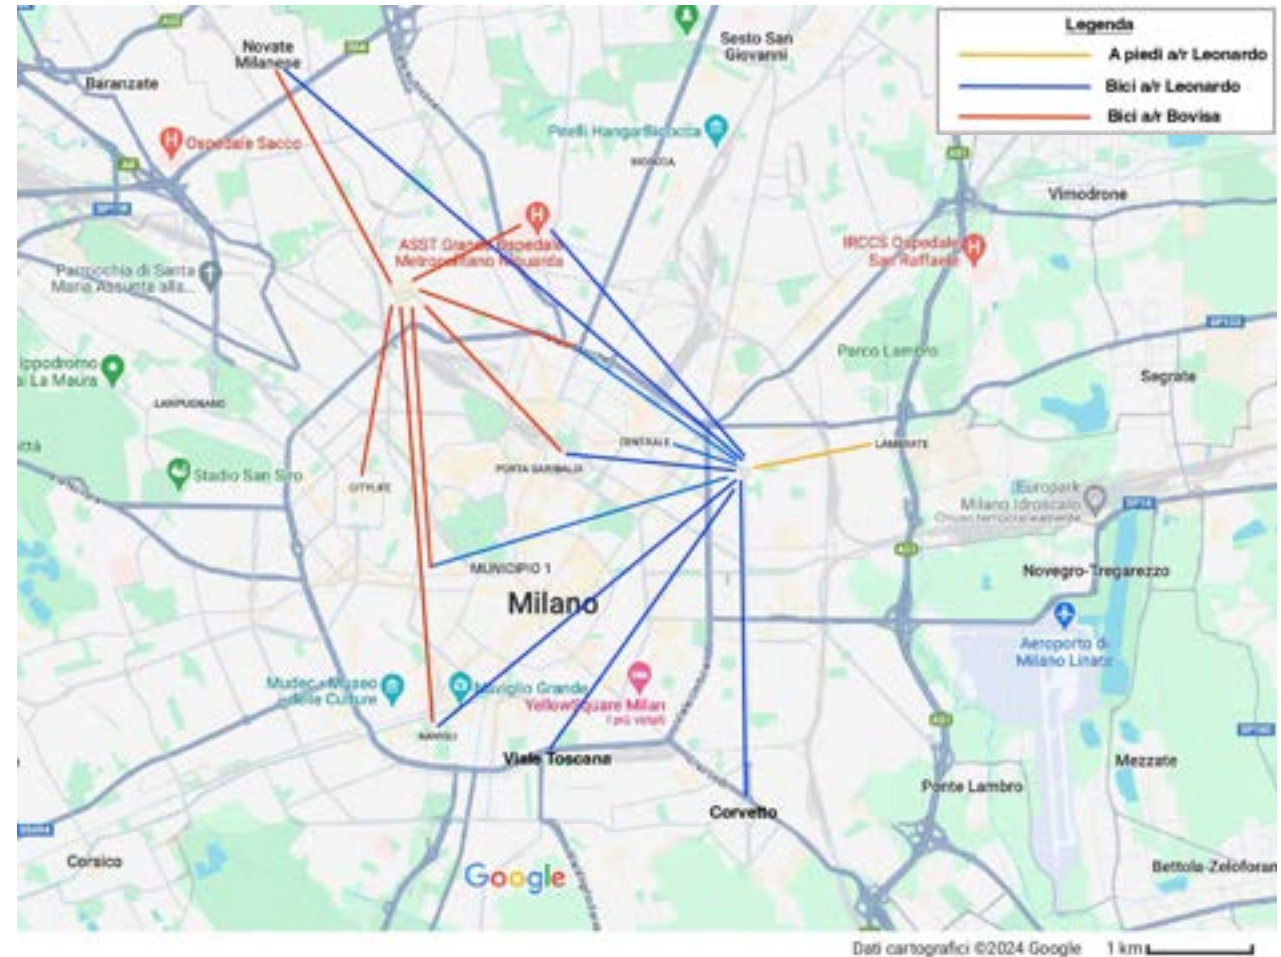 Legenda
A piedi a/r Leonardo
Bici a/r Leonardo
Bici a/r Bovisa
Novate
Milanese
Sesto San
Giovanni
Baranzate
Ospedale Sacco
Pirelli HangarBicocca
BICOCCA
Vimodrone
ASST Grande Ospedale
Metropolitano Niguarda
IRCCS Ospedale
San Raffaele
Parrocchia di Santa
Maria Assunta alla...
Parco Lambro
Segrate
ippodromo
La Maura
LAMPUGNANO
CENTRALE
LAMBRATE
PORTA GARIBALDI
Stadio San Siro
CITYLIFE
Europark
Milano Idroscalo
Chiuso temporaneamente
MUNICIPIO 1
Milano
Novegro-Tregarezzo
Aeroporto di
Milano Linate
Mudec - Museo
delle Culture
Naviglio Grande
YellowSquare Milan
I più votati
NAVIGLI
Viale Toscana
Mezzate
Ponte Lambro
Corvetto
Corsico
Google
Bettola-Zeloforam
Dati cartografici ©2024 Google
1 km